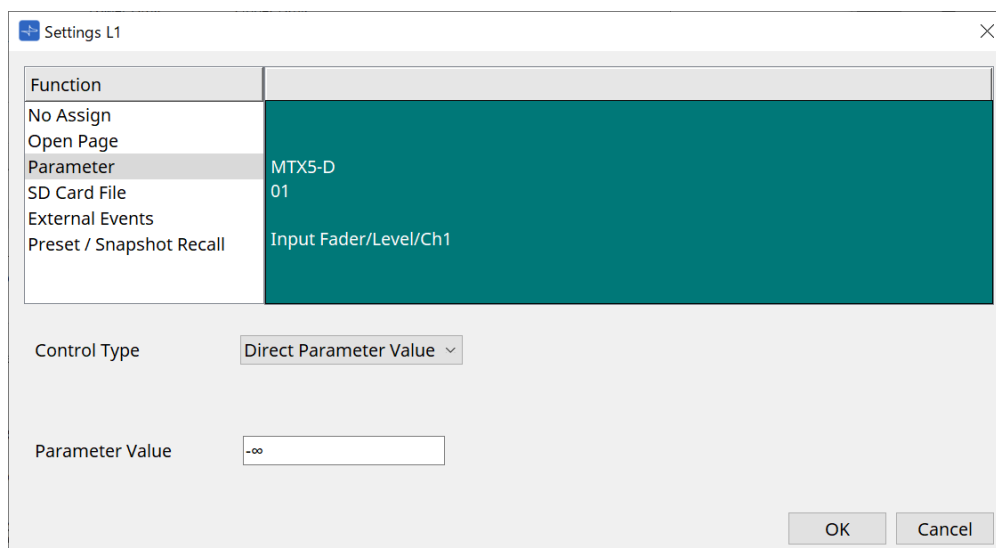 Settings L1
Function
No Assign
Open Page
Parameter
SD Card File
External Events
Preset / Snapshot Recall
MTX5-D
01
Input Fader/Level/Ch1
Control Type
Direct Parameter Value
Parameter Value
-∞
OK
Cancel